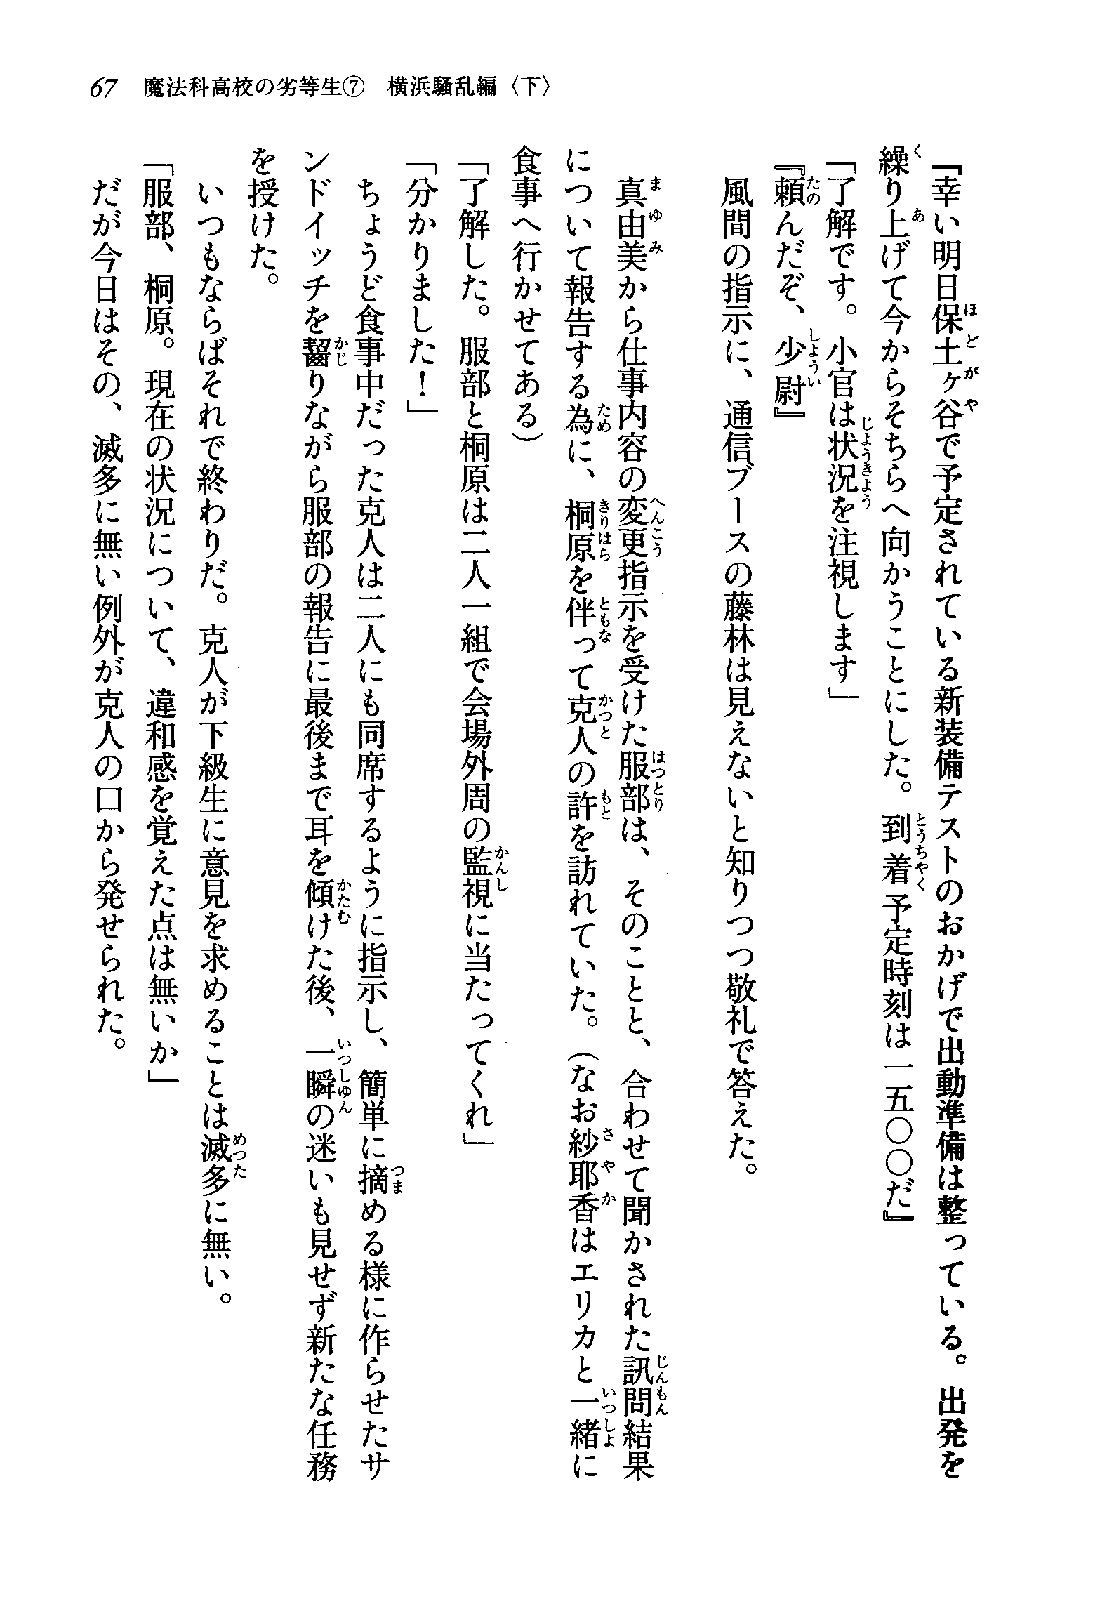 67　魔法科高校の劣等生⑦　横浜騒乱編〈下〉
『幸い明日保土ヶ谷で予定されている新装備テストのおかげで出動準備は整っている。出発を
繰り上げて今からそちらへ向かうことにした。到着予定時刻は一五〇〇だ』
「了解です。小官は状況を注視します」
『頼んだぞ、少尉』
　風間の指示に、通信ブースの藤林は見えないと知りつつ敬礼で答えた。
　真由美から仕事内容の変更指示を受けた服部は、そのことと、合わせて聞かされた訊問結果
について報告する為に、桐原を伴って克人の許を訪れていた。（なお紗耶香はエリカと一緒に
食事へ行かせてある）
「了解した。服部と桐原は二人一組で会場外周の監視に当たってくれ」
「分かりました！」
　ちょうど食事中だった克人は二人にも同席するように指示し、簡単に摘める様に作らせたサ
ンドイッチを齧りながら服部の報告に最後まで耳を傾けた後、一瞬の迷いも見せず新たな任務
を授けた。
　いつもならばそれで終わりだ。克人が下級生に意見を求めることは滅多に無い。
「服部、桐原。現在の状況について、違和感を覚えた点は無いか」
　だが今日はその、滅多に無い例外が克人の口から発せられた。